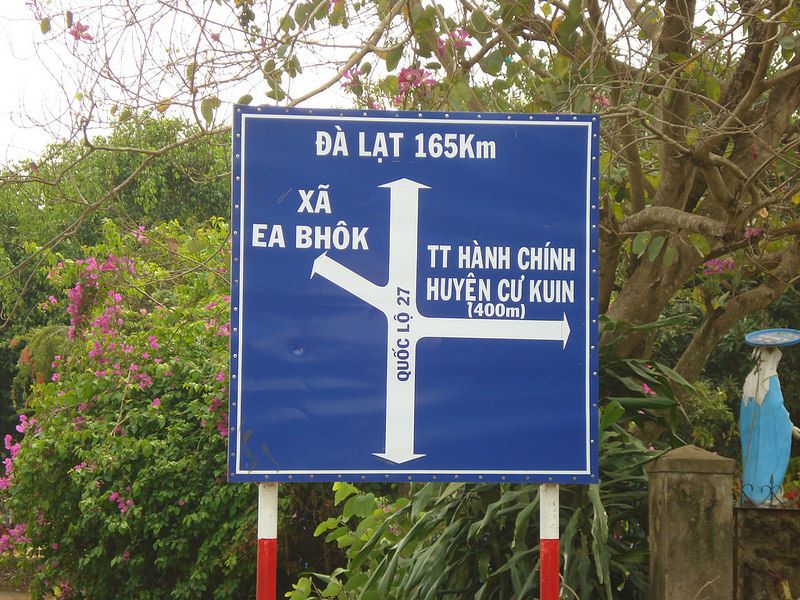 ĐÀ LẠT 165Km
XÃ
EA BHÔK
TT HÀNH CHÍNH
HUYỆN CƯ KUIN
(400m)
QUỐC LỘ 27